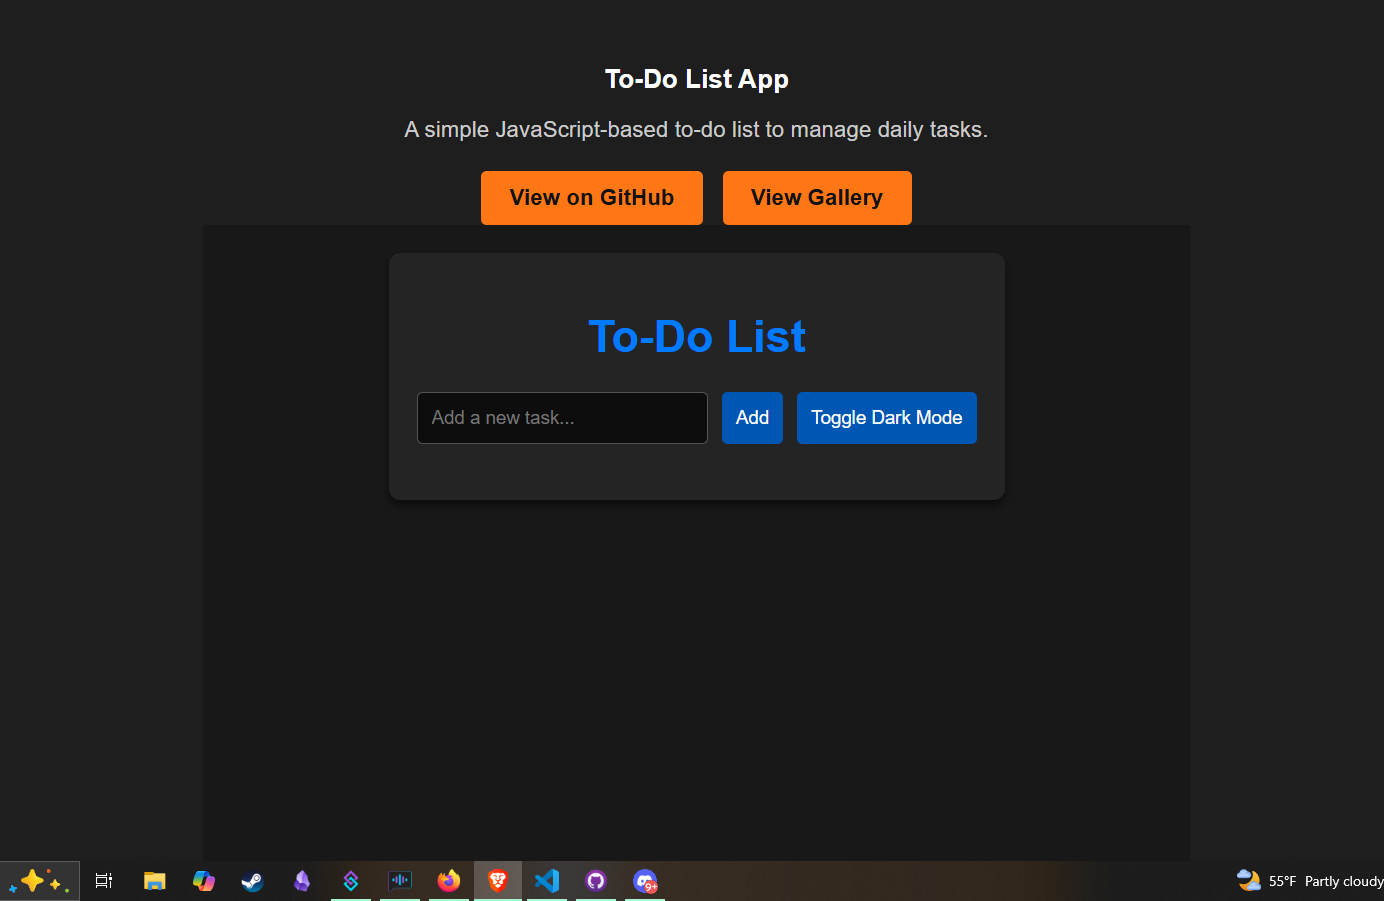 To-Do List App
A simple JavaScript-based to-do list to manage daily tasks.
View on GitHub View Gallery
To-Do List
Add a new task... Add Toggle Dark Mode
9+ 55°F Partly cloudy